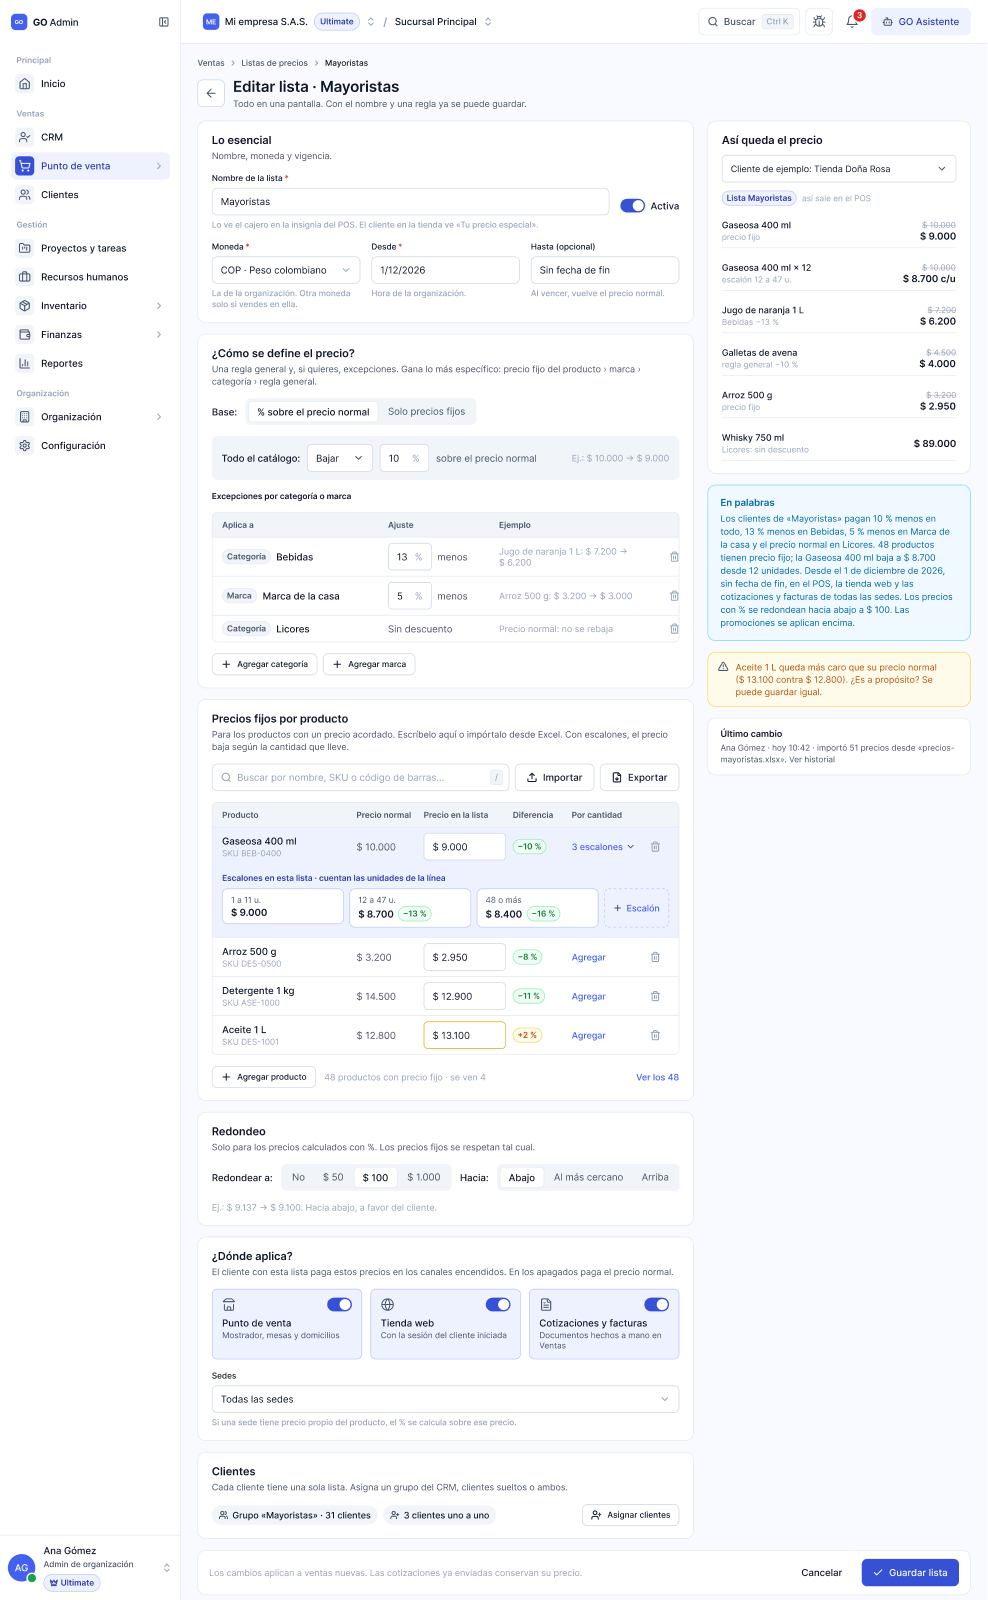 GO GO Admin
Principal
Inicio
Ventas
CRM
Punto de venta
Clientes
Gestión
Proyectos y tareas
Recursos humanos
Inventario
Finanzas
Reportes
Organización
Organización
Configuración
AG
Ana Gómez
Admin de organización
Ultimate
ME Mi empresa S.A.S. Ultimate / Sucursal Principal
Buscar Ctrl K
3
GO Asistente
Ventas › Listas de precios › Mayoristas
Editar lista · Mayoristas
Todo en una pantalla. Con el nombre y una regla ya se puede guardar.
Lo esencial
Nombre, moneda y vigencia.
Nombre de la lista *
Mayoristas
Activa
Lo ve el cajero en la insignia del POS. El cliente en la tienda ve «Tu precio especial».
Moneda * Desde * Hasta (opcional)
COP · Peso colombiano 1/12/2026 Sin fecha de fin
La de la organización. Otra moneda solo si vendes en ella.
Hora de la organización.
Al vencer, vuelve el precio normal.
¿Cómo se define el precio?
Una regla general y, si quieres, excepciones. Gana lo más específico: precio fijo del producto › marca ›
categoría › regla general.
Base: % sobre el precio normal Solo precios fijos
Todo el catálogo: Bajar 10 % sobre el precio normal Ej.: $ 10.000 → $ 9.000
Excepciones por categoría o marca
Aplica a Ajuste Ejemplo
Categoría Bebidas 13 % menos Jugo de naranja 1 L: $ 7.200 → $ 6.200
Marca Marca de la casa 5 % menos Arroz 500 g: $ 3.200 → $ 3.000
Categoría Licores Sin descuento Precio normal: no se rebaja
+ Agregar categoría + Agregar marca
Precios fijos por producto
Para los productos con un precio acordado. Escríbelo aquí o impórtalo desde Excel. Con escalones, el precio
baja según la cantidad que lleve.
Buscar por nombre, SKU o código de barras... /
Importar
Exportar
Producto Precio normal Precio en la lista Diferencia Por cantidad
Gaseosa 400 ml $ 10.000 $ 9.000 −10 % 3 escalones
SKU BEB-0400
Escalones en esta lista · cuentan las unidades de la línea
1 a 11 u. 12 a 47 u. 48 o más
$ 9.000 $ 8.700 −13 % $ 8.400 −16 % + Escalón
Arroz 500 g $ 3.200 $ 2.950 −8 % Agregar
SKU DES-0500
Detergente 1 kg $ 14.500 $ 12.900 −11 % Agregar
SKU ASE-1000
Aceite 1 L $ 12.800 $ 13.100 +2 % Agregar
SKU DES-1001
+ Agregar producto 48 productos con precio fijo · se ven 4 Ver los 48
Redondeo
Solo para los precios calculados con %. Los precios fijos se respetan tal cual.
Redondear a: No $ 50 $ 100 $ 1.000 Hacia: Abajo Al más cercano Arriba
Ej.: $ 9.137 → $ 9.100. Hacia abajo, a favor del cliente.
¿Dónde aplica?
El cliente con esta lista paga estos precios en los canales encendidos. En los apagados paga el precio normal.
Punto de venta
Mostrador, mesas y domicilios
Tienda web
Con la sesión del cliente iniciada
Cotizaciones y facturas
Documentos hechos a mano en
Ventas
Sedes
Todas las sedes
Si una sede tiene precio propio del producto, el % se calcula sobre ese precio.
Clientes
Cada cliente tiene una sola lista. Asigna un grupo del CRM, clientes sueltos o ambos.
Grupo «Mayoristas» · 31 clientes 3 clientes uno a uno Asignar clientes
Los cambios aplican a ventas nuevas. Las cotizaciones ya enviadas conservan su precio.
Cancelar
Guardar lista
Así queda el precio
Cliente de ejemplo: Tienda Doña Rosa
Lista Mayoristas así sale en el POS
Gaseosa 400 ml $ 10.000
precio fijo $ 9.000
Gaseosa 400 ml × 12 $ 10.000
escalón 12 a 47 u. $ 8.700 c/u
Jugo de naranja 1 L $ 7.200
Bebidas −13 % $ 6.200
Galletas de avena $ 4.500
regla general −10 % $ 4.000
Arroz 500 g $ 3.200
precio fijo $ 2.950
Whisky 750 ml $ 89.000
Licores: sin descuento
En palabras
Los clientes de «Mayoristas» pagan 10 % menos en
todo, 13 % menos en Bebidas, 5 % menos en Marca de
la casa y el precio normal en Licores. 48 productos
tienen precio fijo; la Gaseosa 400 ml baja a $ 8.700
desde 12 unidades. Desde el 1 de diciembre de 2026,
sin fecha de fin, en el POS, la tienda web y las
cotizaciones y facturas de todas las sedes. Los precios
con % se redondean hacia abajo a $ 100. Las
promociones se aplican encima.
Aceite 1 L queda más caro que su precio normal
($ 13.100 contra $ 12.800). ¿Es a propósito? Se
puede guardar igual.
Último cambio
Ana Gómez · hoy 10:42 · importó 51 precios desde «precios-
mayoristas.xlsx». Ver historial